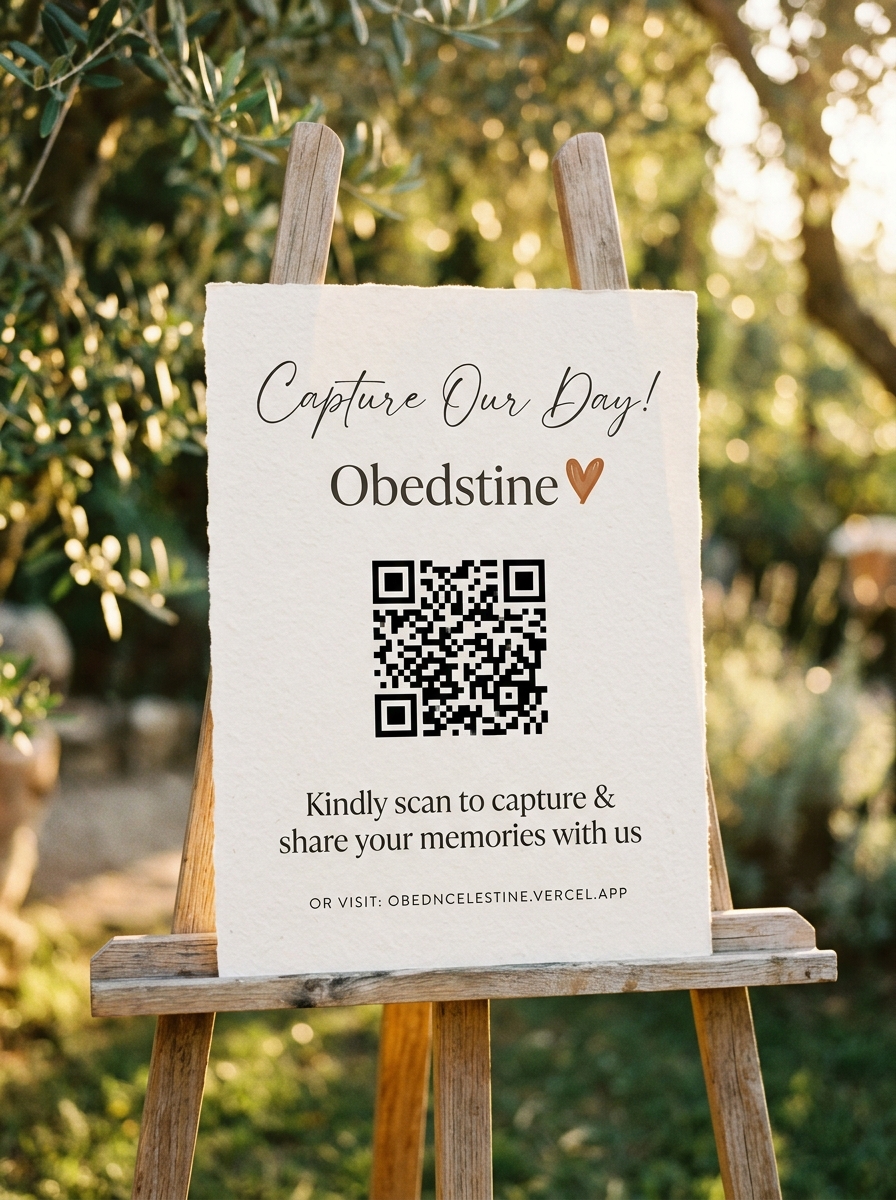 Capture Our Day!
Obedstine
Kindly scan to capture &
share your memories with us
OR VISIT: OBEDNCELESTINE.VERCEL.APP